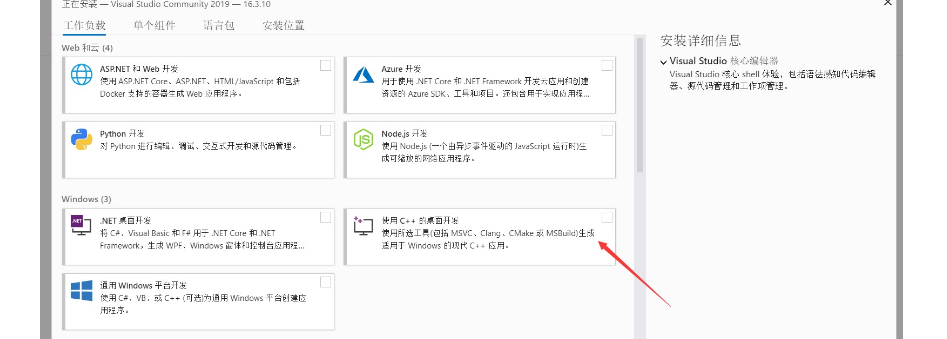 正在安装 — Visual Studio Community 2019 — 16.3.10
工作负载 单个组件 语言包 安装位置
Web 和云 (4)
ASP.NET 和 Web 开发
使用 ASP.NET Core、ASP.NET、HTML/JavaScript 和包括
Docker 支持的容器生成 Web 应用程序。
Azure 开发
用于使用 .NET Core 和 .NET Framework 开发云应用和创建
资源的 Azure SDK、工具和项目。还包含用于实现应用程...
Python 开发
对 Python 进行编辑、调试、交互式开发和源代码管理。
Node.js 开发
使用 Node.js (一个由异步事件驱动的 JavaScript 运行时)生
成可缩放的网络应用程序。
Windows (3)
.NET 桌面开发
将 C#、Visual Basic 和 F# 用于 .NET Core 和 .NET
Framework，生成 WPF、Windows 窗体和控制台应用程...
使用 C++ 的桌面开发
使用所选工具(包括 MSVC、Clang、CMake 或 MSBuild)生成
适用于 Windows 的现代 C++ 应用。
通用 Windows 平台开发
使用 C#、VB、或 C++ (可选)为通用 Windows 平台创建应
用程序。
安装详细信息
Visual Studio 核心编辑器
Visual Studio 核心 shell 体验，包括语法感知代码编辑
器、源代码管理和工作项管理。